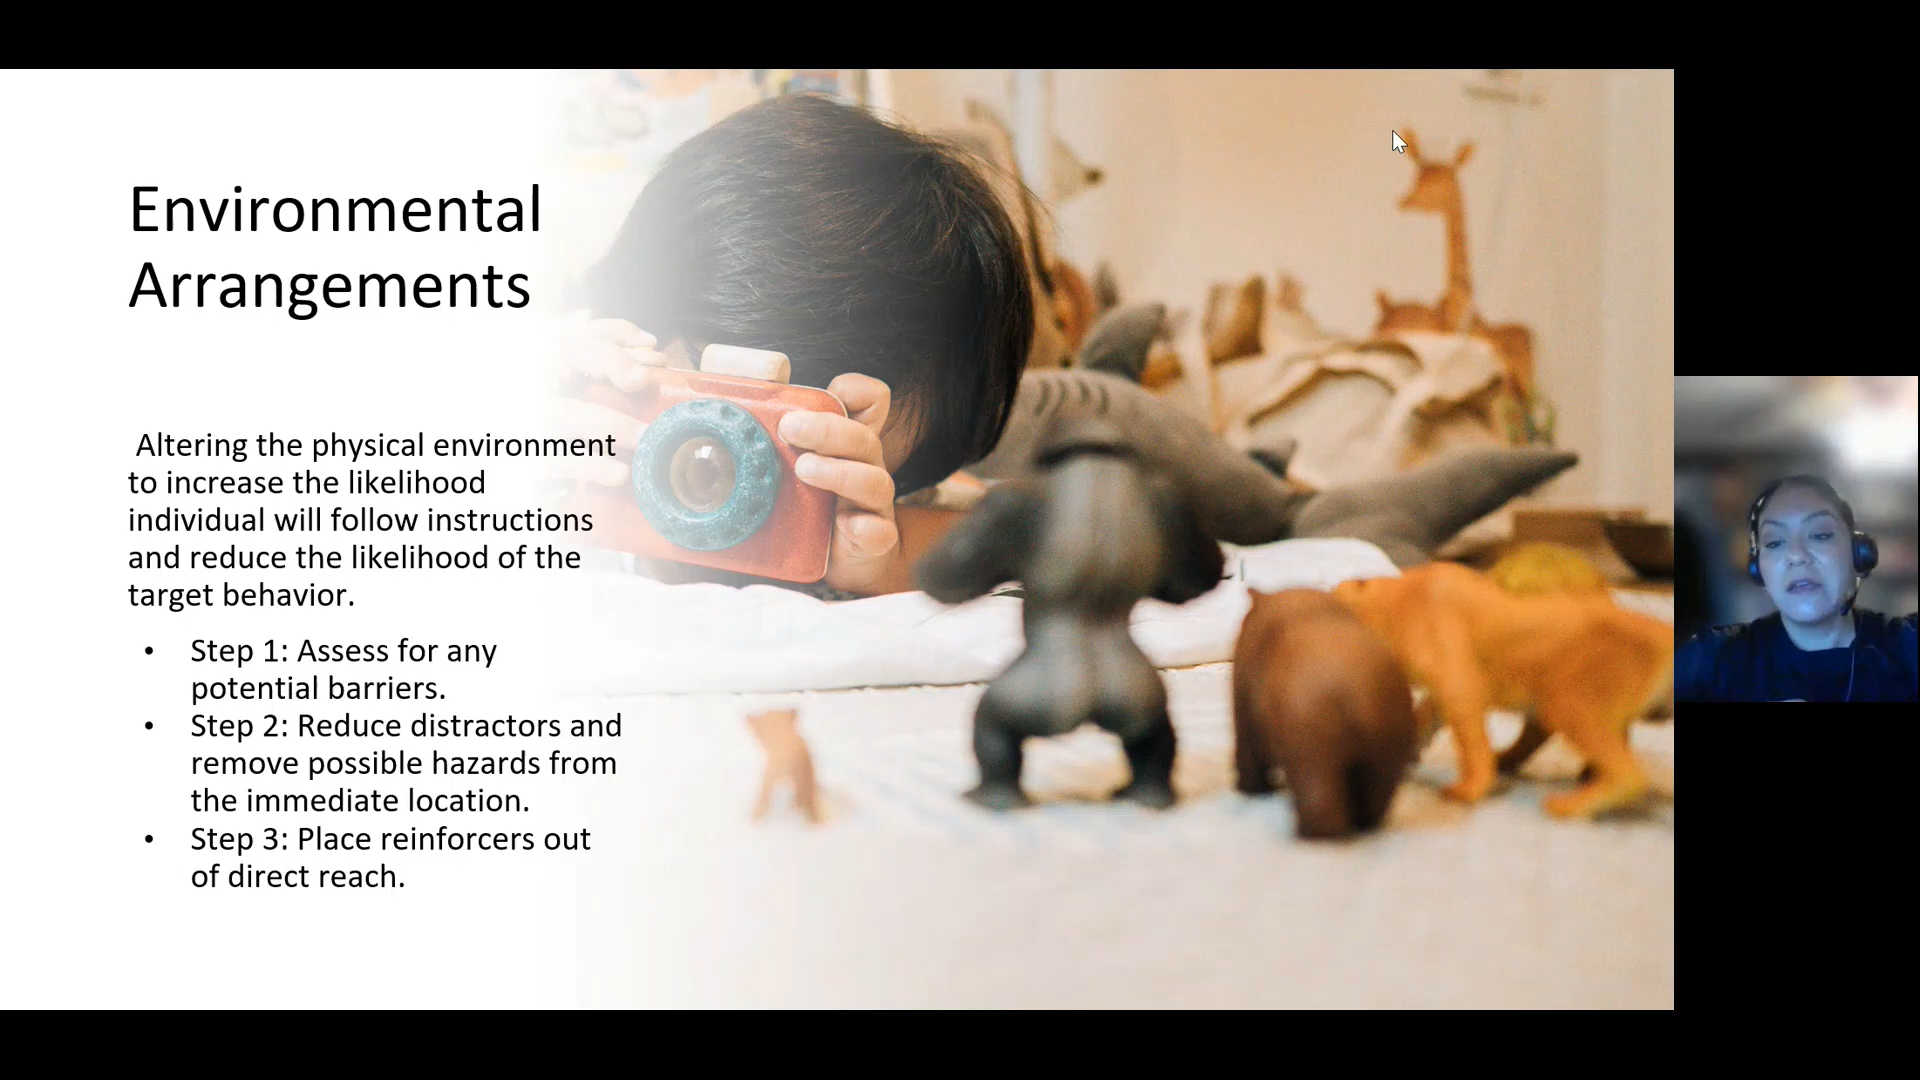 Environmental
Arrangements
Altering the physical environment
to increase the likelihood
individual will follow instructions
and reduce the likelihood of the
target behavior.
• Step 1: Assess for any
potential barriers.
• Step 2: Reduce distractors and
remove possible hazards from
the immediate location.
• Step 3: Place reinforcers out
of direct reach.